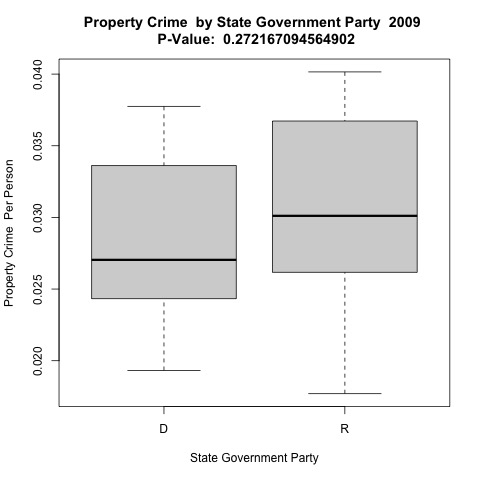 Property Crime  by State Government Party  2009
P-Value:  0.272167094564902
Property Crime  Per Person
0.040
0.035
0.030
0.025
0.020
D
R
State Government Party